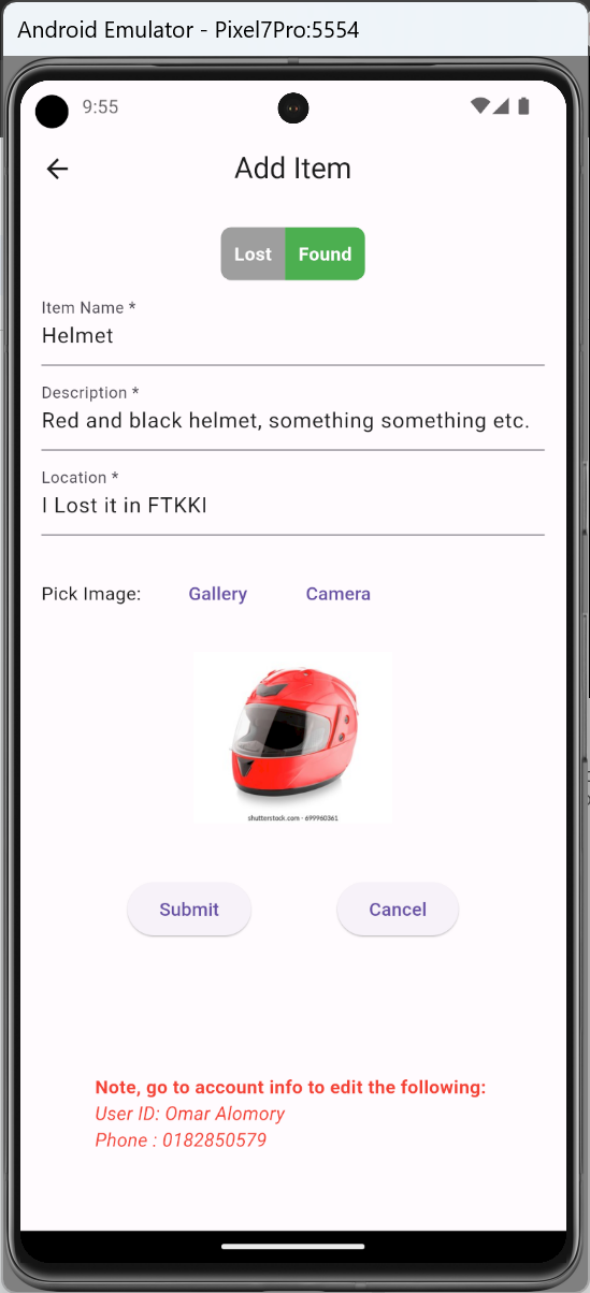 Android Emulator - Pixel7Pro:5554
9:55
Add Item
Lost Found
Item Name *
Helmet
Description *
Red and black helmet, something something etc.
Location *
I Lost it in FTKKI
Pick Image: Gallery Camera
shutterstock.com · 699960361
Submit Cancel
Note, go to account info to edit the following:
User ID: Omar Alomory
Phone : 0182850579